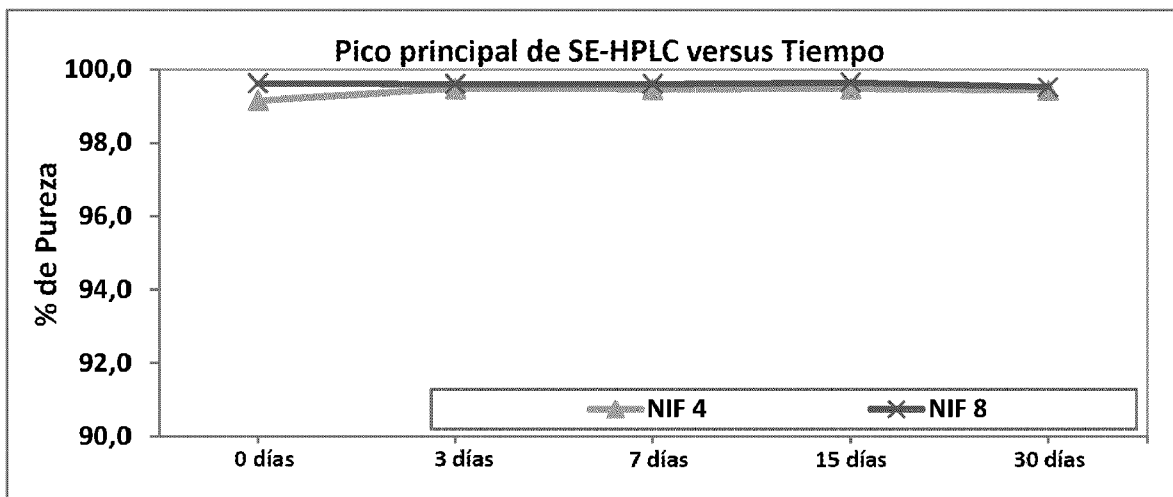 Pico principal de SE-HPLC versus Tiempo
% de Pureza
100,0
98,0
96,0
94,0
92,0
90,0
NIF 4
NIF 8
0 días
3 días
7 días
15 días
30 días